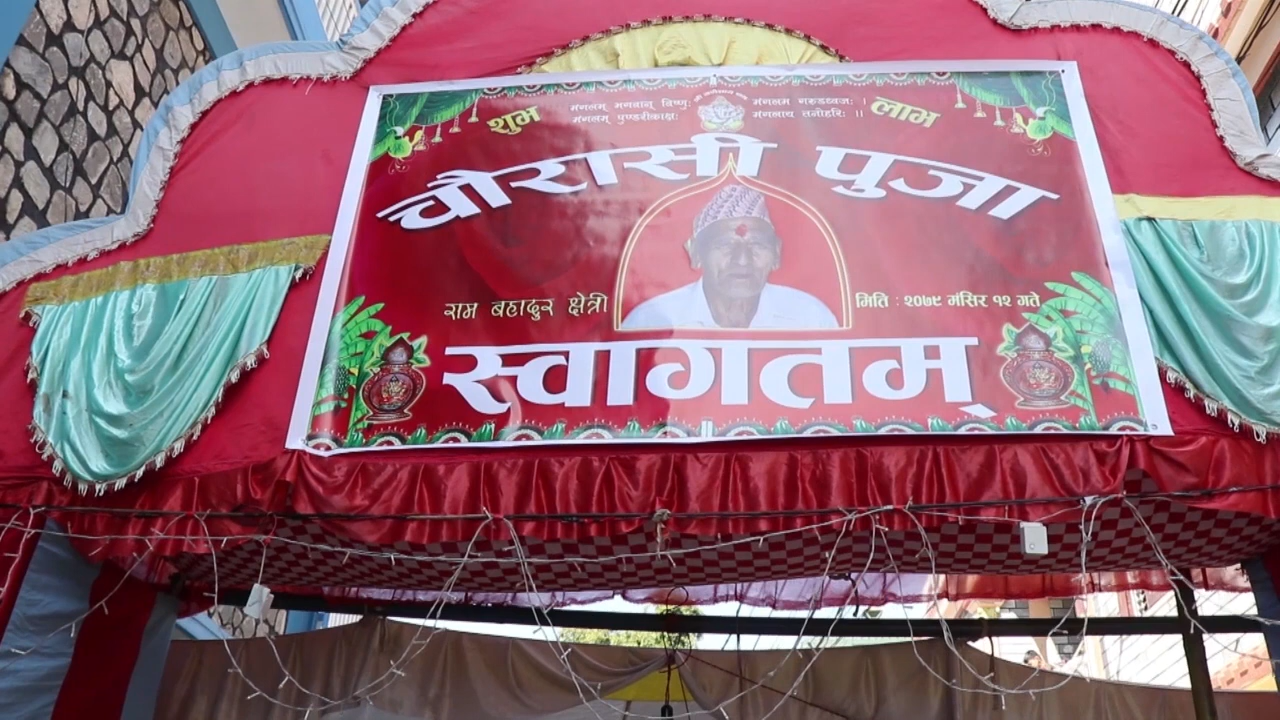 शुभ
मंगलम् भगवान् विष्णुः मंगलम गरुडध्वजः ।
मंगलम् पुण्डरीकाक्षः मंगलाय तनोहरिः ।।
लाभ
चौरासी पुजा
राम बहादुर क्षेत्री
मिति : २०७९ मंसिर १२ गते
स्वागतम्